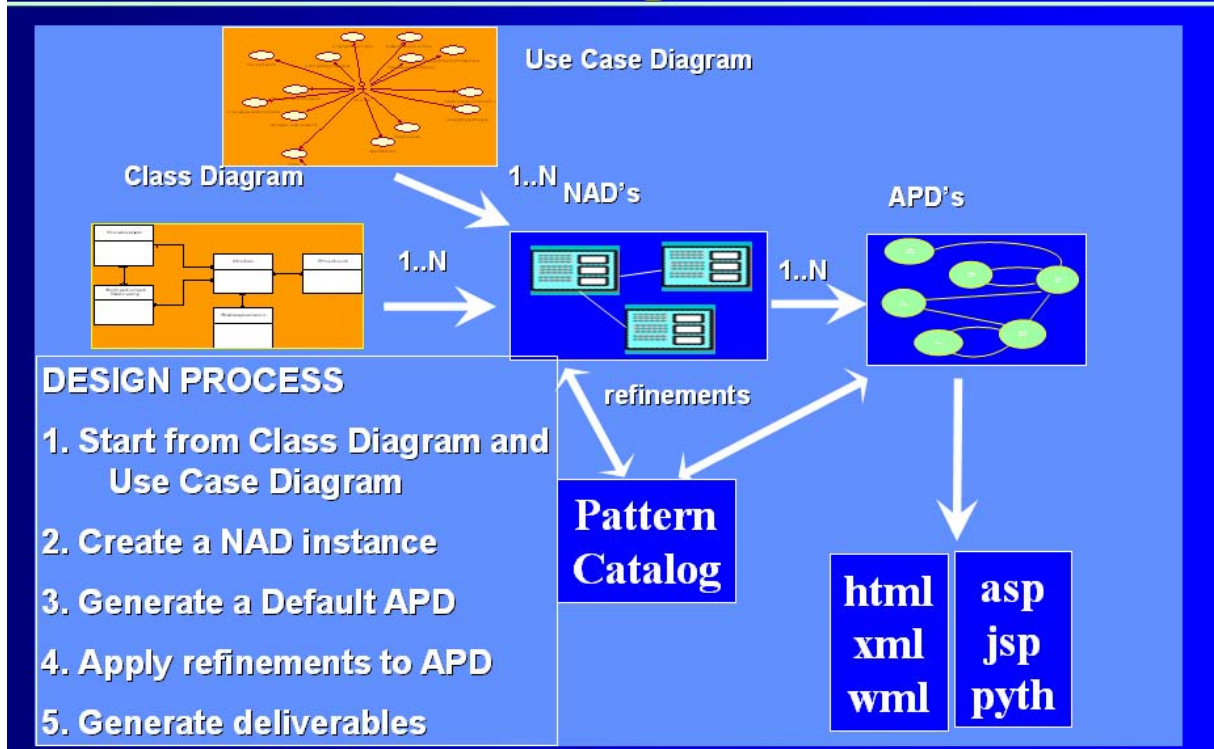 Use Case Diagram
Class Diagram
1..N
NAD's
APD's
1..N
1..N
DESIGN PROCESS
1. Start from Class Diagram and
Use Case Diagram
2. Create a NAD instance
3. Generate a Default APD
4. Apply refinements to APD
5. Generate deliverables
refinements
Pattern
Catalog
html
xml
wml
asp
jsp
pyth